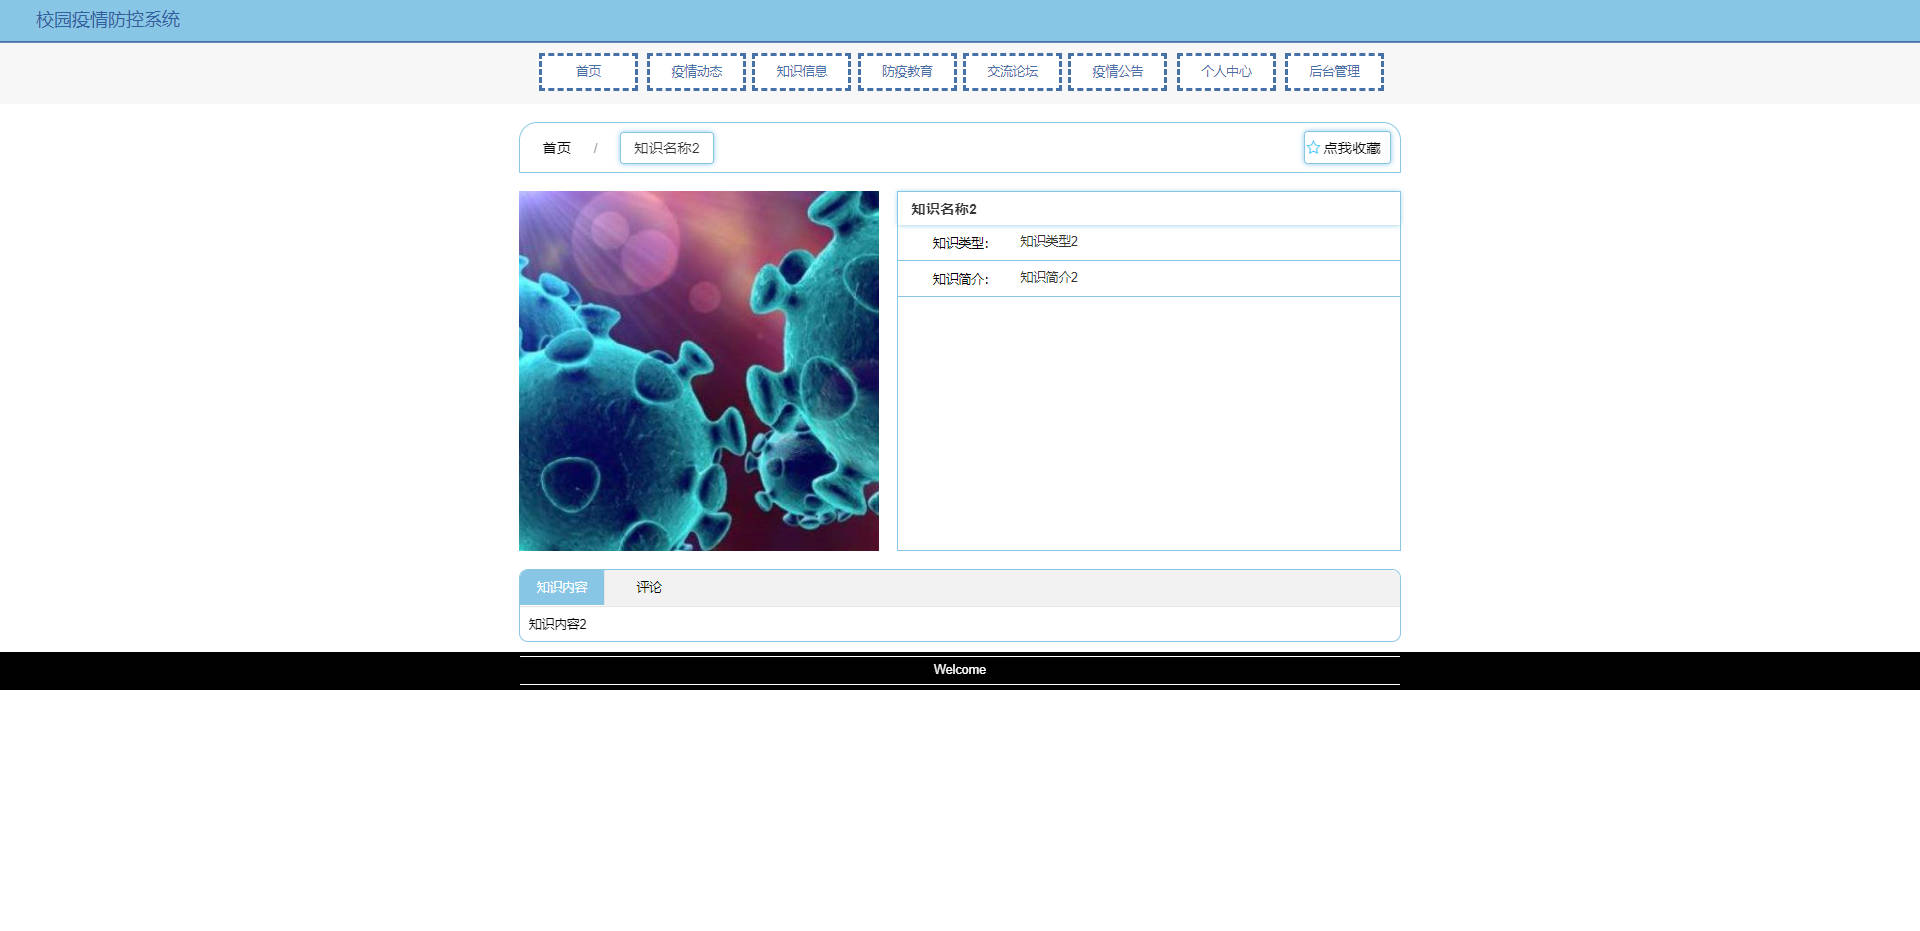 校园疫情防控系统
首页 疫情动态 知识信息 防疫教育 交流论坛 疫情公告 个人中心 后台管理
首页 / 知识名称2 点我收藏
知识名称2
知识类型: 知识类型2
知识简介: 知识简介2
知识内容 评论
知识内容2
Welcome